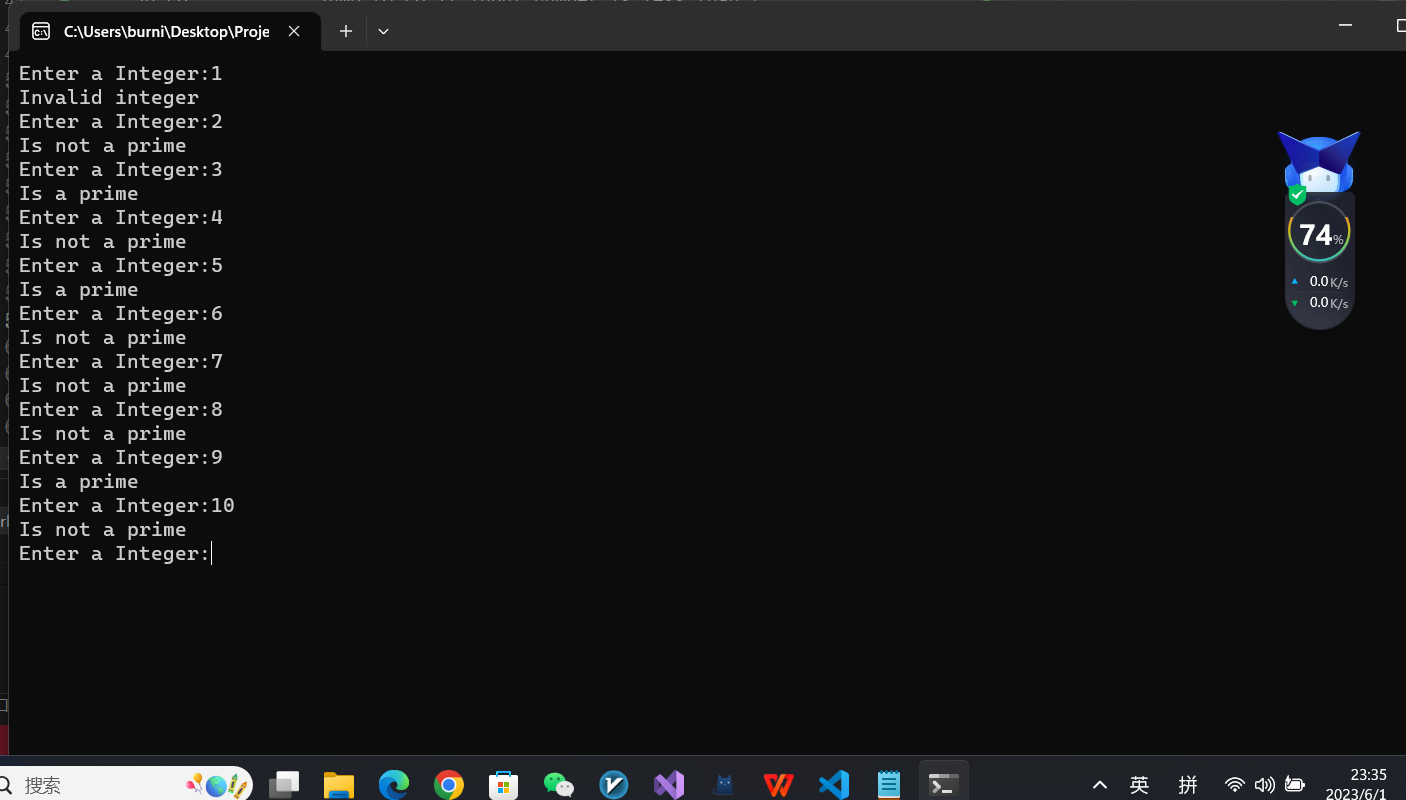 C:\Users\burni\Desktop\Proje
Enter a Integer:1
Invalid integer
Enter a Integer:2
Is not a prime
Enter a Integer:3
Is a prime
Enter a Integer:4
Is not a prime
Enter a Integer:5
Is a prime
Enter a Integer:6
Is not a prime
Enter a Integer:7
Is not a prime
Enter a Integer:8
Is not a prime
Enter a Integer:9
Is a prime
Enter a Integer:10
Is not a prime
Enter a Integer:
74%
0.0 K/s
0.0 K/s
搜索
英
拼
23:35
2023/6/1